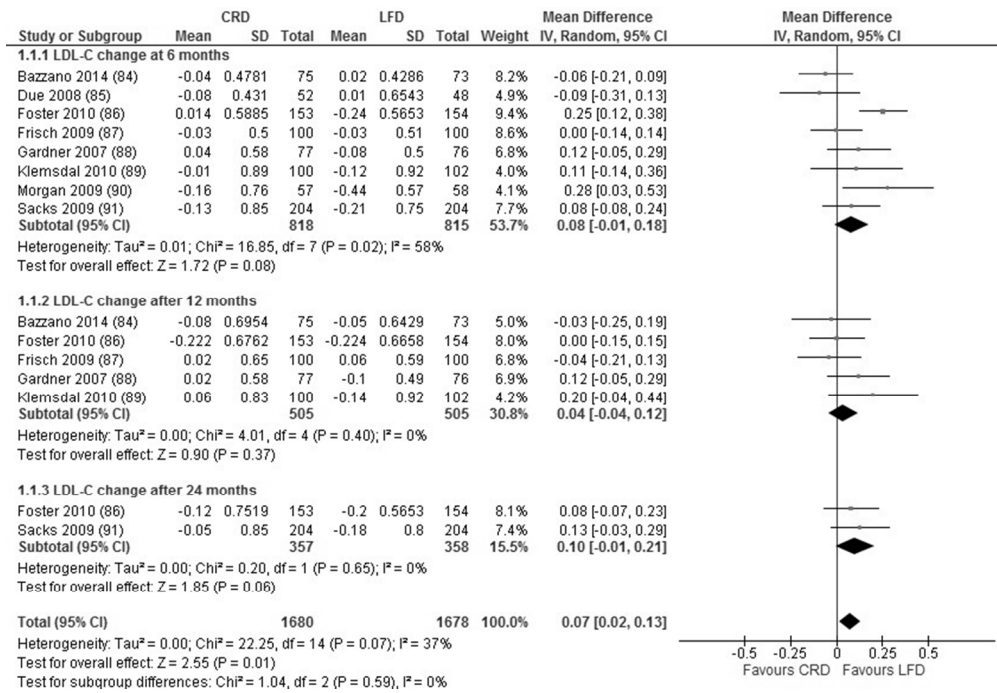 CRD LFD Mean Difference Mean Difference
Study or Subgroup Mean SD Total Mean SD Total Weight IV, Random, 95% CI IV, Random, 95% CI
1.1.1 LDL-C change at 6 months
Bazzano 2014 (84) -0.04 0.4781 75 0.02 0.4286 73 8.2% -0.06 [-0.21, 0.09]
Due 2008 (85) -0.08 0.431 52 0.01 0.6543 48 4.9% -0.09 [-0.31, 0.13]
Foster 2010 (86) 0.014 0.5885 153 -0.24 0.5653 154 9.4% 0.25 [0.12, 0.38]
Frisch 2009 (87) -0.03 0.5 100 -0.03 0.51 100 8.6% 0.00 [-0.14, 0.14]
Gardner 2007 (88) 0.04 0.58 77 -0.08 0.5 76 6.8% 0.12 [-0.05, 0.29]
Klemsdal 2010 (89) -0.01 0.89 100 -0.12 0.92 102 4.0% 0.11 [-0.14, 0.36]
Morgan 2009 (90) -0.16 0.76 57 -0.44 0.57 58 4.1% 0.28 [0.03, 0.53]
Sacks 2009 (91) -0.13 0.85 204 -0.21 0.75 204 7.7% 0.08 [-0.08, 0.24]
Subtotal (95% CI) 818 815 53.7% 0.08 [-0.01, 0.18]
Heterogeneity: Tau² = 0.01; Chi² = 16.85, df = 7 (P = 0.02); I² = 58%
Test for overall effect: Z = 1.72 (P = 0.08)
1.1.2 LDL-C change after 12 months
Bazzano 2014 (84) -0.08 0.6954 75 -0.05 0.6429 73 5.0% -0.03 [-0.25, 0.19]
Foster 2010 (86) -0.222 0.6762 153 -0.224 0.6658 154 8.0% 0.00 [-0.15, 0.15]
Frisch 2009 (87) 0.02 0.65 100 0.06 0.59 100 6.6% -0.04 [-0.21, 0.13]
Gardner 2007 (88) 0.02 0.58 77 -0.1 0.49 76 6.9% 0.12 [-0.05, 0.29]
Klemsdal 2010 (89) 0.06 0.83 100 -0.14 0.92 102 4.2% 0.20 [-0.04, 0.44]
Subtotal (95% CI) 505 505 30.8% 0.04 [-0.04, 0.12]
Heterogeneity: Tau² = 0.00; Chi² = 4.01, df = 4 (P = 0.40); I² = 0%
Test for overall effect: Z = 0.90 (P = 0.37)
1.1.3 LDL-C change after 24 months
Foster 2010 (86) -0.12 0.7519 153 -0.2 0.5653 154 8.1% 0.08 [-0.07, 0.23]
Sacks 2009 (91) -0.05 0.85 204 -0.18 0.8 204 7.4% 0.13 [-0.03, 0.29]
Subtotal (95% CI) 357 358 15.5% 0.10 [-0.01, 0.21]
Heterogeneity: Tau² = 0.00; Chi² = 0.20, df = 1 (P = 0.65); I² = 0%
Test for overall effect: Z = 1.85 (P = 0.06)
Total (95% CI) 1680 1678 100.0% 0.07 [0.02, 0.13]
Heterogeneity: Tau² = 0.00; Chi² = 22.25, df = 14 (P = 0.07); I² = 37%
Test for overall effect: Z = 2.55 (P = 0.01)
Test for subgroup differences: Chi² = 1.04, df = 2 (P = 0.59), I² = 0%
-0.5 -0.25 0 0.25 0.5
Favours CRD Favours LFD